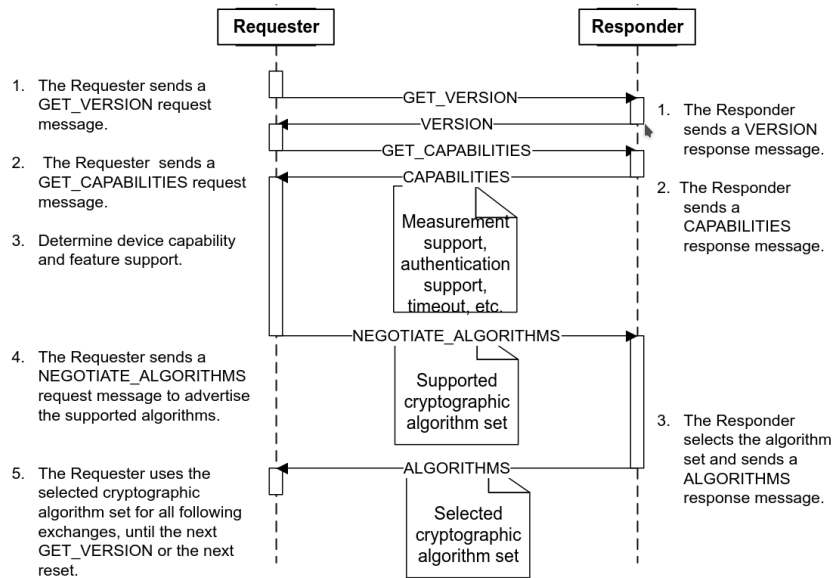 Requester
Responder
1. The Requester sends a
GET_VERSION request
message.
2. The Requester sends a
GET_CAPABILITIES request
message.
3. Determine device capability
and feature support.
4. The Requester sends a
NEGOTIATE_ALGORITHMS
request message to advertise
the supported algorithms.
5. The Requester uses the
selected cryptographic
algorithm set for all following
exchanges, until the next
GET_VERSION or the next
reset.
GET_VERSION
VERSION
GET_CAPABILITIES
CAPABILITIES
Measurement
support,
authentication
support,
timeout, etc.
NEGOTIATE_ALGORITHMS
Supported
cryptographic
algorithm set
ALGORITHMS
Selected
cryptographic
algorithm set
1. The Responder
sends a VERSION
response message.
2. The Responder
sends a
CAPABILITIES
response message.
3. The Responder
selects the algorithm
set and sends a
ALGORITHMS
response message.